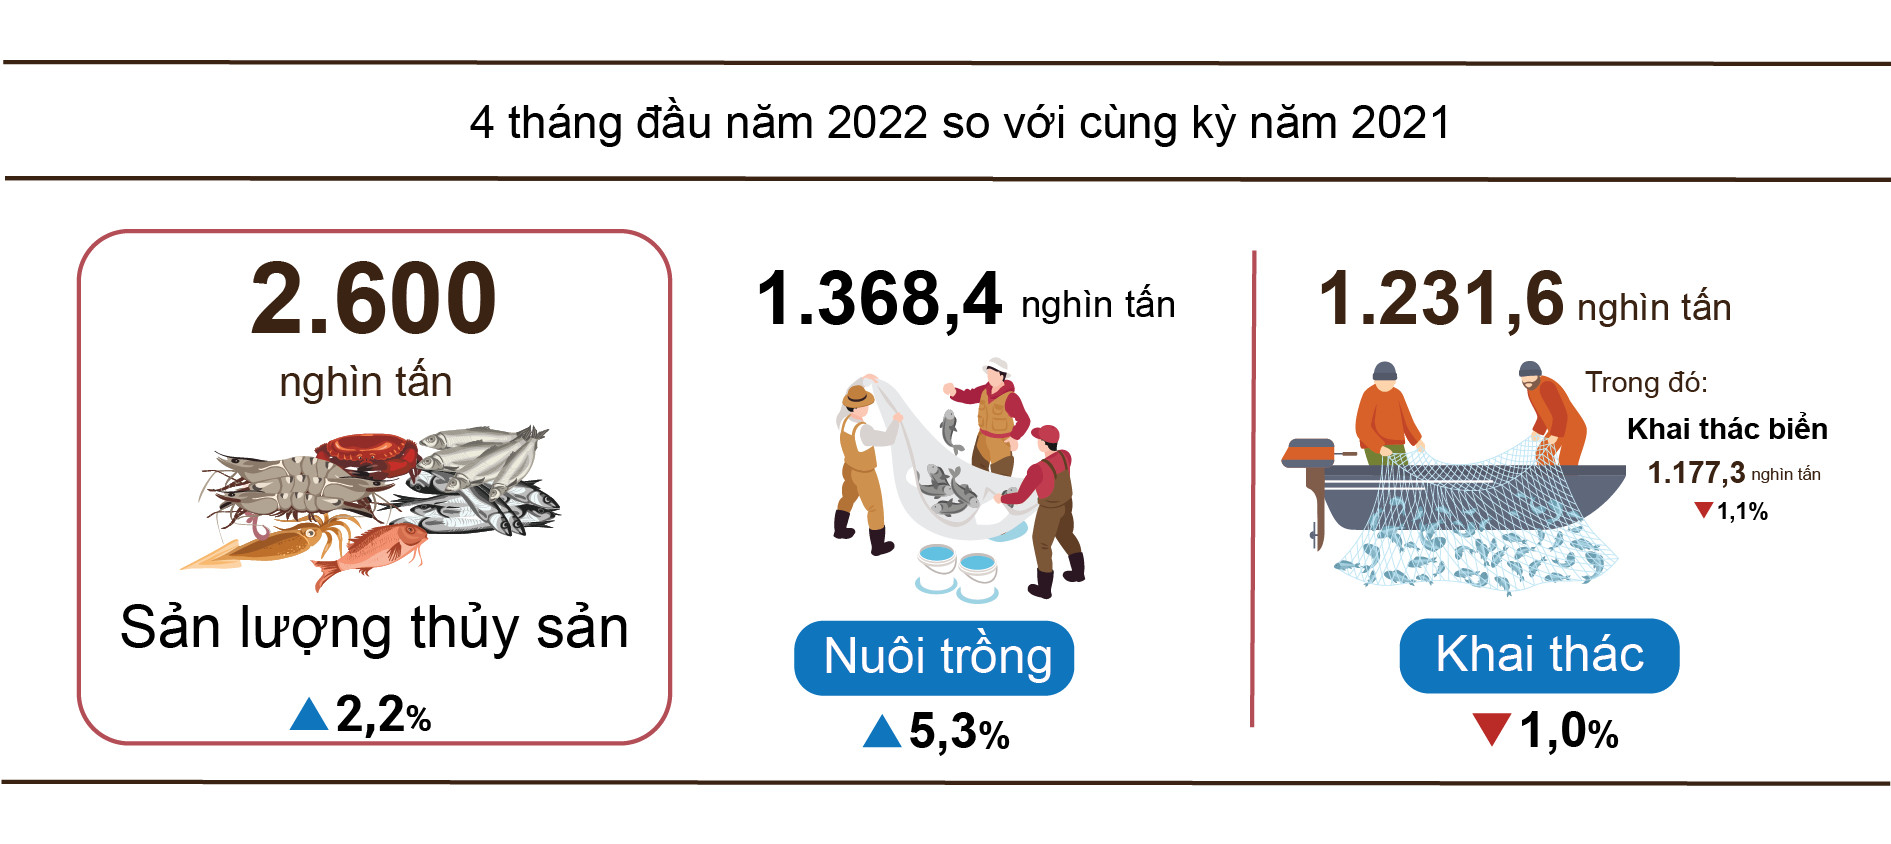 4 tháng đầu năm 2022 so với cùng kỳ năm 2021
2.600
nghìn tấn
Sản lượng thủy sản
2,2%
1.368,4 nghìn tấn
Nuôi trồng
5,3%
1.231,6 nghìn tấn
Trong đó:
Khai thác biển
1.177,3 nghìn tấn
1,1%
Khai thác
1,0%